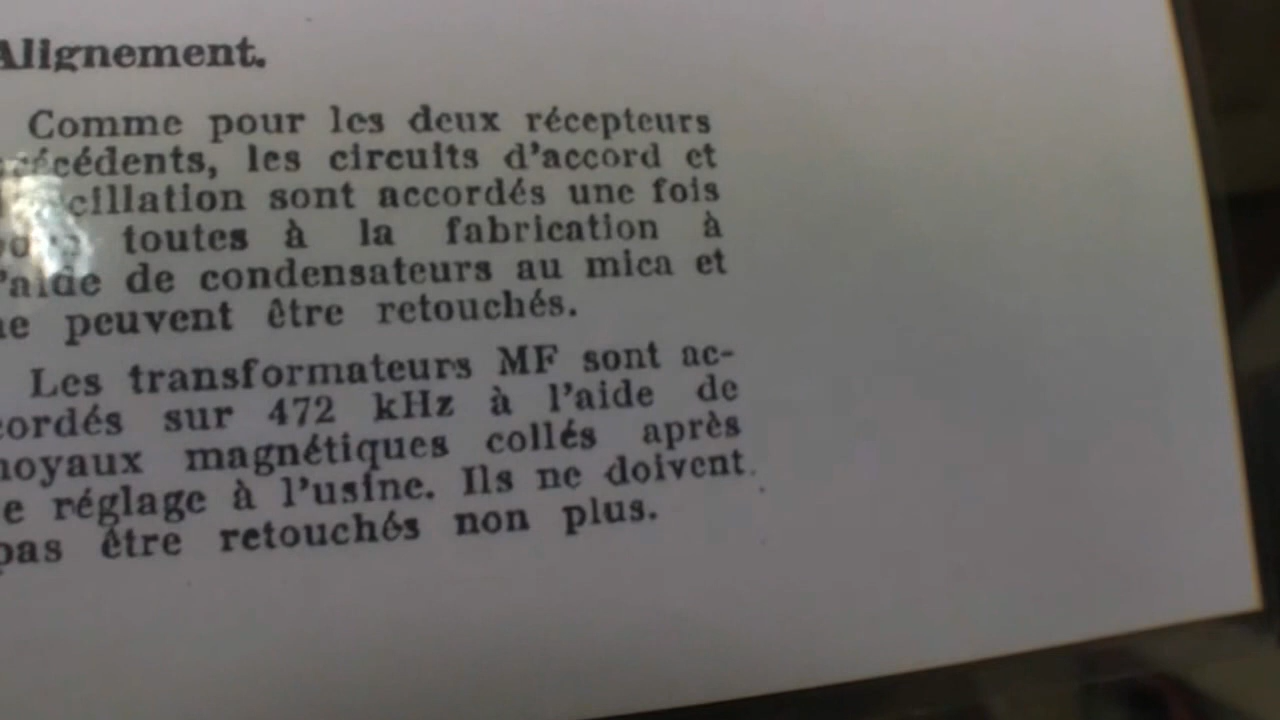 Alignement.
Comme pour les deux récepteurs
précédents, les circuits d'accord et
cillation sont accordés une fois
toutes à la fabrication à
l'aide de condensateurs au mica et
ne peuvent être retouchés.
Les transformateurs MF sont ac-
cordés sur 472 kHz à l'aide de
noyaux magnétiques collés après
le réglage à l'usine. Ils ne doivent
pas être retouchés non plus.